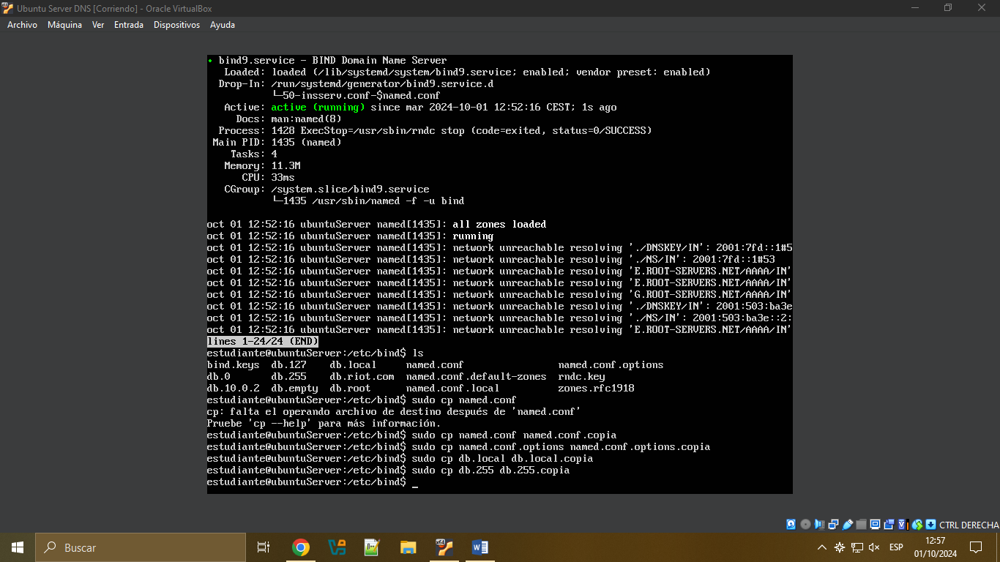 Ubuntu Server DNS [Corriendo] - Oracle VirtualBox
Archivo Máquina Ver Entrada Dispositivos Ayuda
● bind9.service - BIND Domain Name Server
Loaded: loaded (/lib/systemd/system/bind9.service; enabled; vendor preset: enabled)
Drop-In: /run/systemd/generator/bind9.service.d
└─50-insserv.conf-$named.conf
Active: active (running) since mar 2024-10-01 12:52:16 CEST; 1s ago
Docs: man:named(8)
Process: 1428 ExecStop=/usr/sbin/rndc stop (code=exited, status=0/SUCCESS)
Main PID: 1435 (named)
Tasks: 4
Memory: 11.3M
CPU: 33ms
CGroup: /system.slice/bind9.service
└─1435 /usr/sbin/named -f -u bind
oct 01 12:52:16 ubuntuServer named[1435]: all zones loaded
oct 01 12:52:16 ubuntuServer named[1435]: running
oct 01 12:52:16 ubuntuServer named[1435]: network unreachable resolving './DNSKEY/IN': 2001:7fd::1#5
oct 01 12:52:16 ubuntuServer named[1435]: network unreachable resolving './NS/IN': 2001:7fd::1#53
oct 01 12:52:16 ubuntuServer named[1435]: network unreachable resolving 'E.ROOT-SERVERS.NET/AAAA/IN'
oct 01 12:52:16 ubuntuServer named[1435]: network unreachable resolving 'E.ROOT-SERVERS.NET/AAAA/IN'
oct 01 12:52:16 ubuntuServer named[1435]: network unreachable resolving 'G.ROOT-SERVERS.NET/AAAA/IN'
oct 01 12:52:16 ubuntuServer named[1435]: network unreachable resolving './DNSKEY/IN': 2001:503:ba3e
oct 01 12:52:16 ubuntuServer named[1435]: network unreachable resolving './NS/IN': 2001:503:ba3e::2:
oct 01 12:52:16 ubuntuServer named[1435]: network unreachable resolving 'E.ROOT-SERVERS.NET/AAAA/IN'
lines 1-24/24 (END)
estudiante@ubuntuServer:/etc/bind$ ls
bind.keys db.127 db.local named.conf named.conf.options
db.0 db.255 db.riot.com named.conf.default-zones rndc.key
db.10.0.2 db.empty db.root named.conf.local zones.rfc1918
estudiante@ubuntuServer:/etc/bind$ sudo cp named.conf
cp: falta el operando archivo de destino después de 'named.conf'
Pruebe 'cp --help' para más información.
estudiante@ubuntuServer:/etc/bind$ sudo cp named.conf named.conf.copia
estudiante@ubuntuServer:/etc/bind$ sudo cp named.conf.options named.conf.options.copia
estudiante@ubuntuServer:/etc/bind$ sudo cp db.local db.local.copia
estudiante@ubuntuServer:/etc/bind$ sudo cp db.255 db.255.copia
estudiante@ubuntuServer:/etc/bind$ _
CTRL DERECHA
Buscar
ESP
12:57
01/10/2024